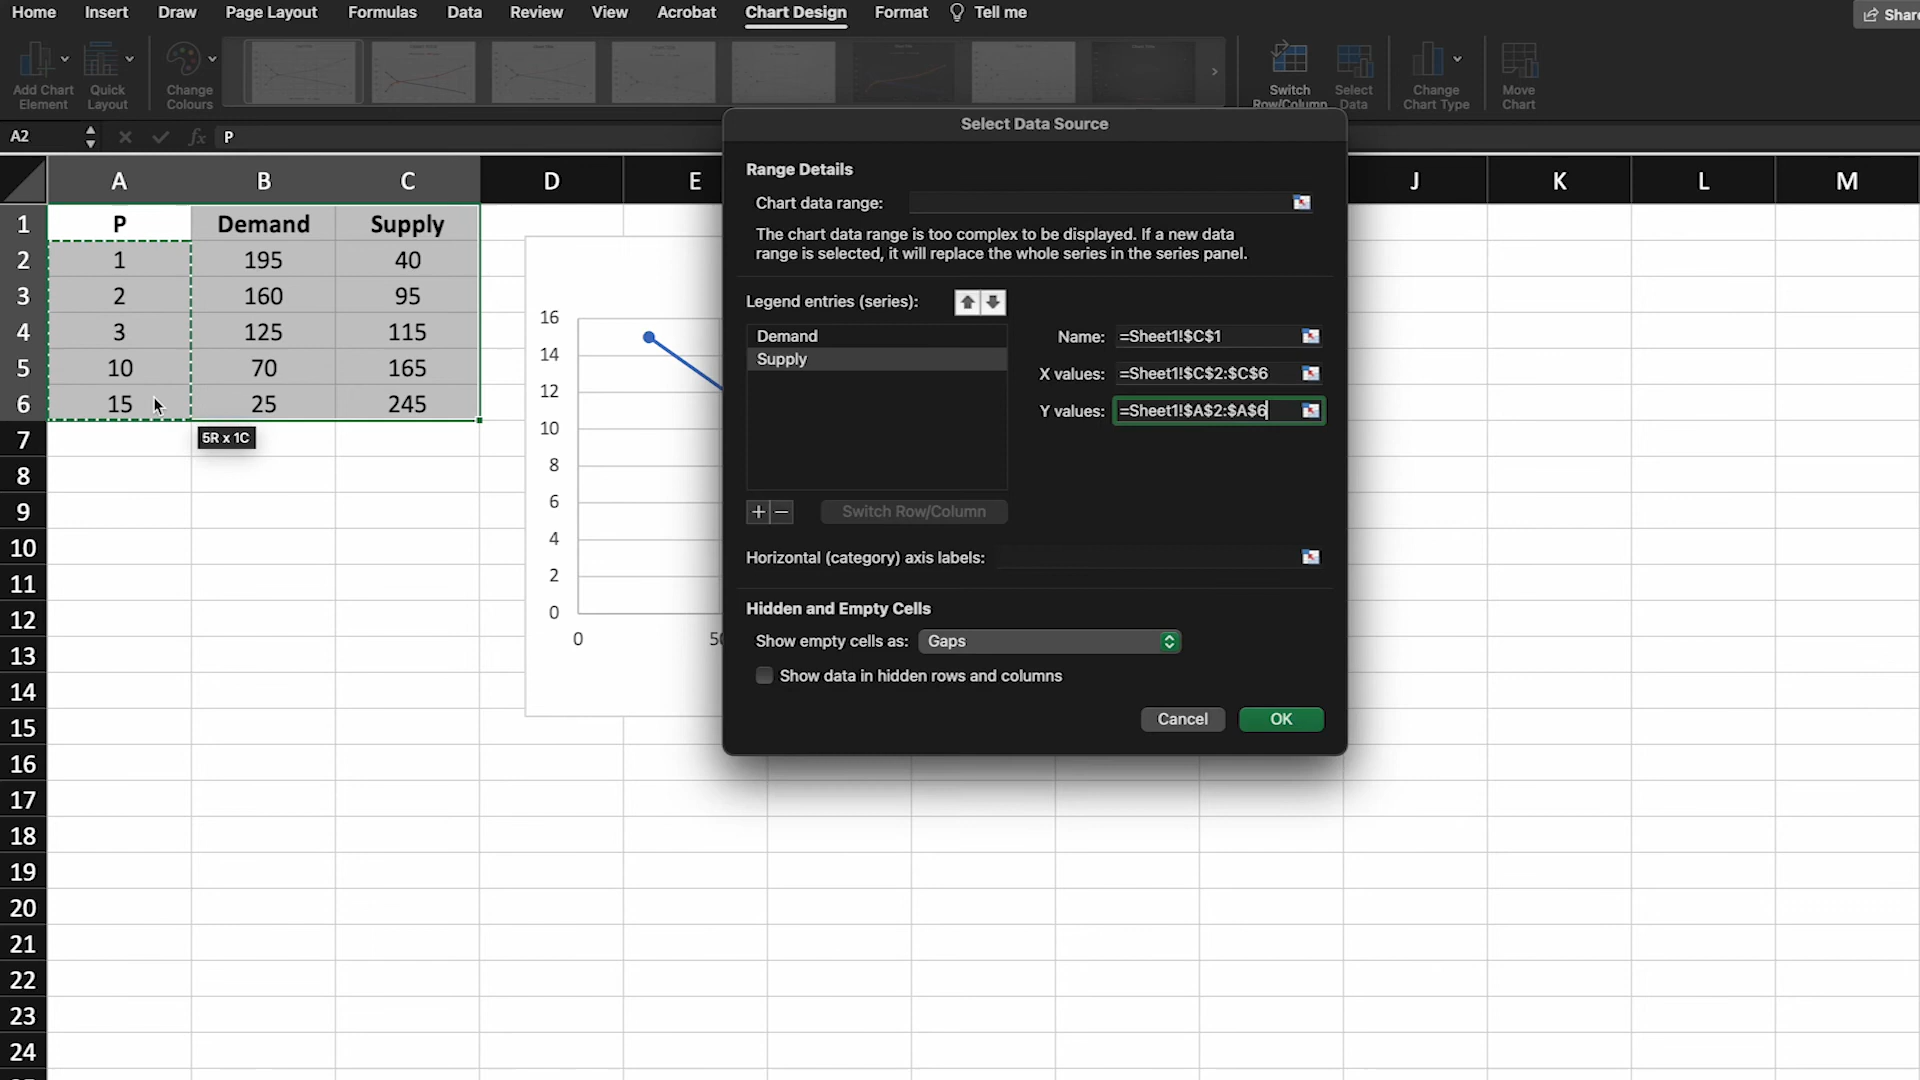 Home Insert Draw Page Layout Formulas Data Review View Acrobat Chart Design Format Tell me Share
Add Chart Element
Quick Layout
Change Colours
Switch Row/Column
Select Data
Change Chart Type
Move Chart
A2 fx P
Select Data Source
A B C D E J K L M
1 P Demand Supply
2 1 195 40
3 2 160 95
4 3 125 115
5 10 70 165
6 15 25 245
5R x 1C
7
8
9
10
11
12
13
14
15
16
17
18
19
20
21
22
23
24
16
14
12
10
8
6
4
2
0
0 50
Range Details
Chart data range:
The chart data range is too complex to be displayed. If a new data
range is selected, it will replace the whole series in the series panel.
Legend entries (series):
Demand
Supply
Name: =Sheet1!$C$1
X values: =Sheet1!$C$2:$C$6
Y values: =Sheet1!$A$2:$A$6
+ − Switch Row/Column
Horizontal (category) axis labels:
Hidden and Empty Cells
Show empty cells as: Gaps
Show data in hidden rows and columns
Cancel OK